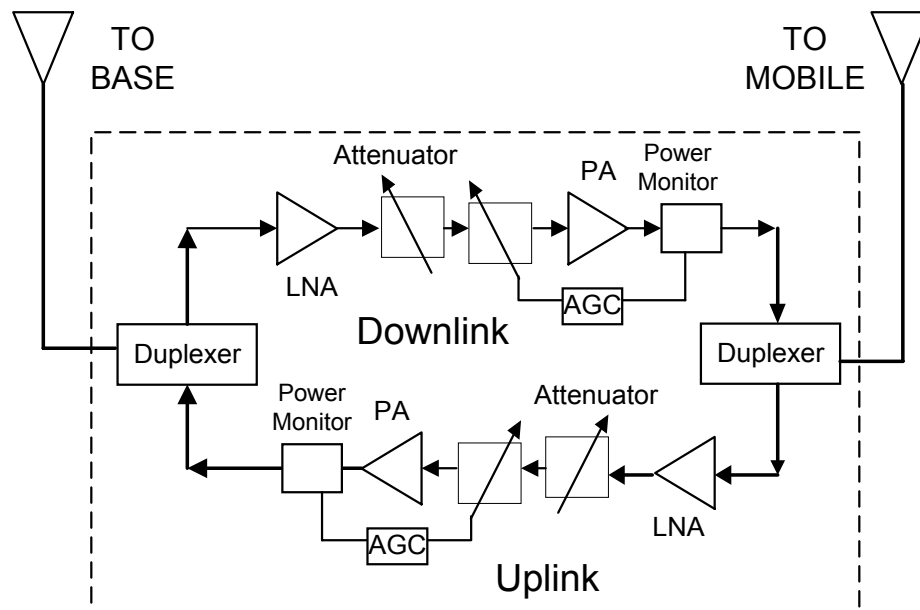 TO
BASE
TO
MOBILE
Attenuator
PA
Power
Monitor
LNA
AGC
Downlink
Duplexer
Duplexer
Power
Monitor
PA
Attenuator
LNA
AGC
Uplink